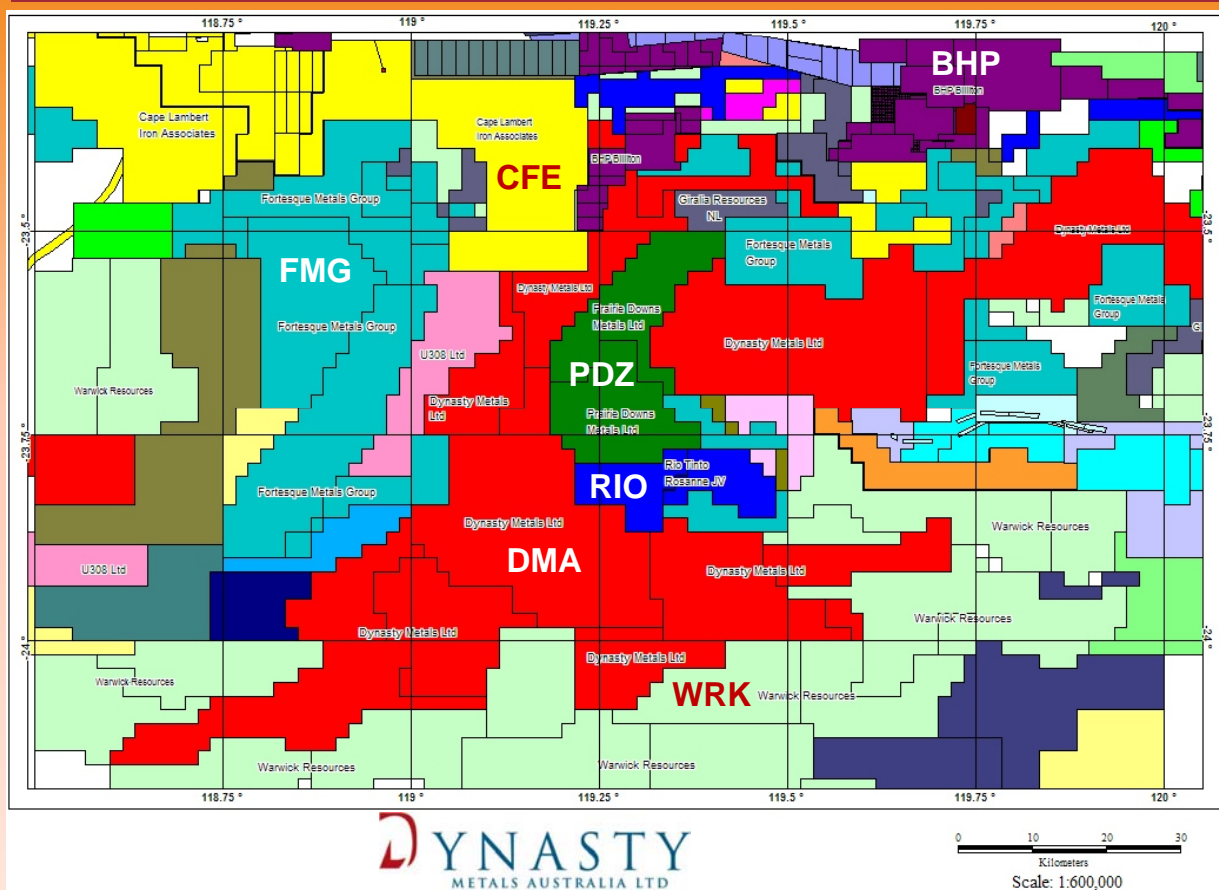 118.75 °
119 °
119.25 °
119.5 °
119.75 °
120 °
BHP
BHP Billiton
Cape Lambert
Iron Associates
Cape Lambert
Iron Associates
CFE
BHP Billiton
Fortesque Metals Group
Giralia Resources
NL
-23.5
-23.5 °
Dynasty Metals Ltd
Fortesque Metals
Group
FMG
Dynasty Metals Ltd
Prairie Downs
Metals Ltd
Fortesque Metals
Group
Fortesque Metals Group
Dynasty Metals Ltd
U308 Ltd
Fortesque Metals
Group
PDZ
Warwick Resources
Dynasty Metals
Ltd
Prairie Downs
Metals Ltd
-23.75
-23.75 °
Rio Tinto
Rosanne JV
RIO
Fortesque Metals Group
Dynasty Metals Ltd
Warwick Resources
DMA
U308 Ltd
Dynasty Metals Ltd
Warwick Resources
Dynasty Metals Ltd
-24 °
-24 °
Dynasty Metals Ltd
Warwick Resources
WRK
Warwick Resources
Warwick Resources
Warwick Resources
118.75 °
119 °
119.25 °
119.5 °
119.75 °
120 °
DYNASTY
METALS AUSTRALIA LTD
0 10 20 30
Kilometers
Scale: 1:600,000